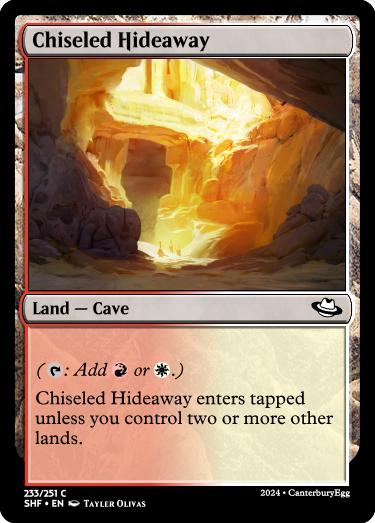 Chiseled Hideaway
Land — Cave
(: Add or .)
Chiseled Hideaway enters tapped
unless you control two or more other
lands.
233/251 C
SHF • EN Tayler Olivas
2024 • CanterburyEgg